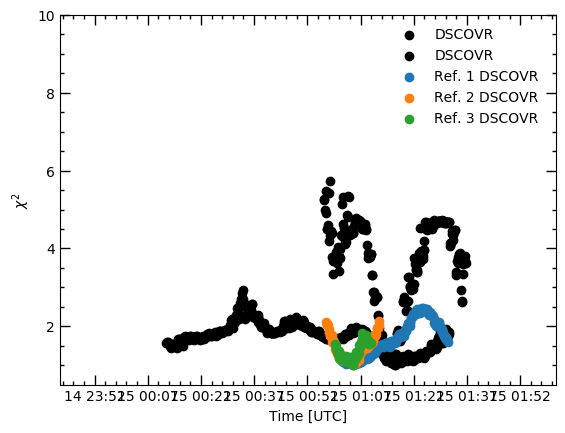 10
8
6
4
2
χ²
DSCOVR
DSCOVR
Ref. 1 DSCOVR
Ref. 2 DSCOVR
Ref. 3 DSCOVR
14 23:52 15 00:07 15 00:22 15 00:37 15 00:52 15 01:07 15 01:22 15 01:37 15 01:52
Time [UTC]